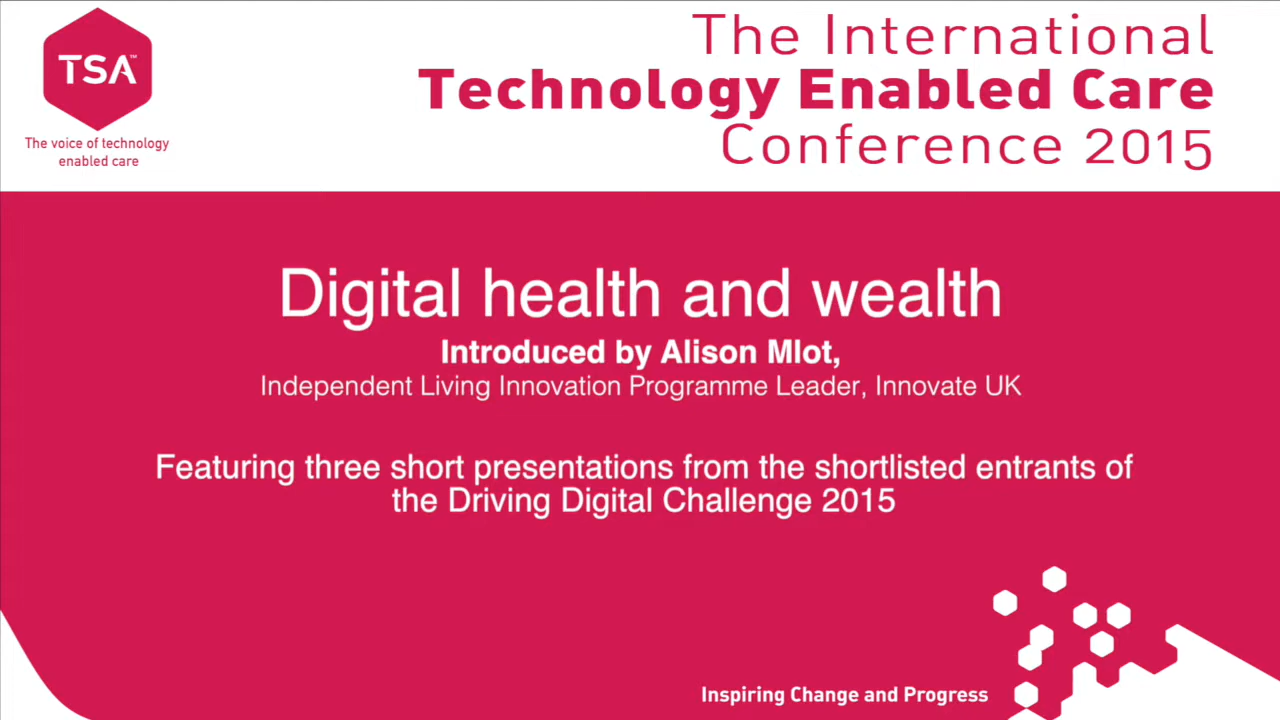 TSA™
The voice of technology
enabled care
The International
Technology Enabled Care
Conference 2015
Digital health and wealth
Introduced by Alison Mlot,
Independent Living Innovation Programme Leader, Innovate UK
Featuring three short presentations from the shortlisted entrants of
the Driving Digital Challenge 2015
Inspiring Change and Progress